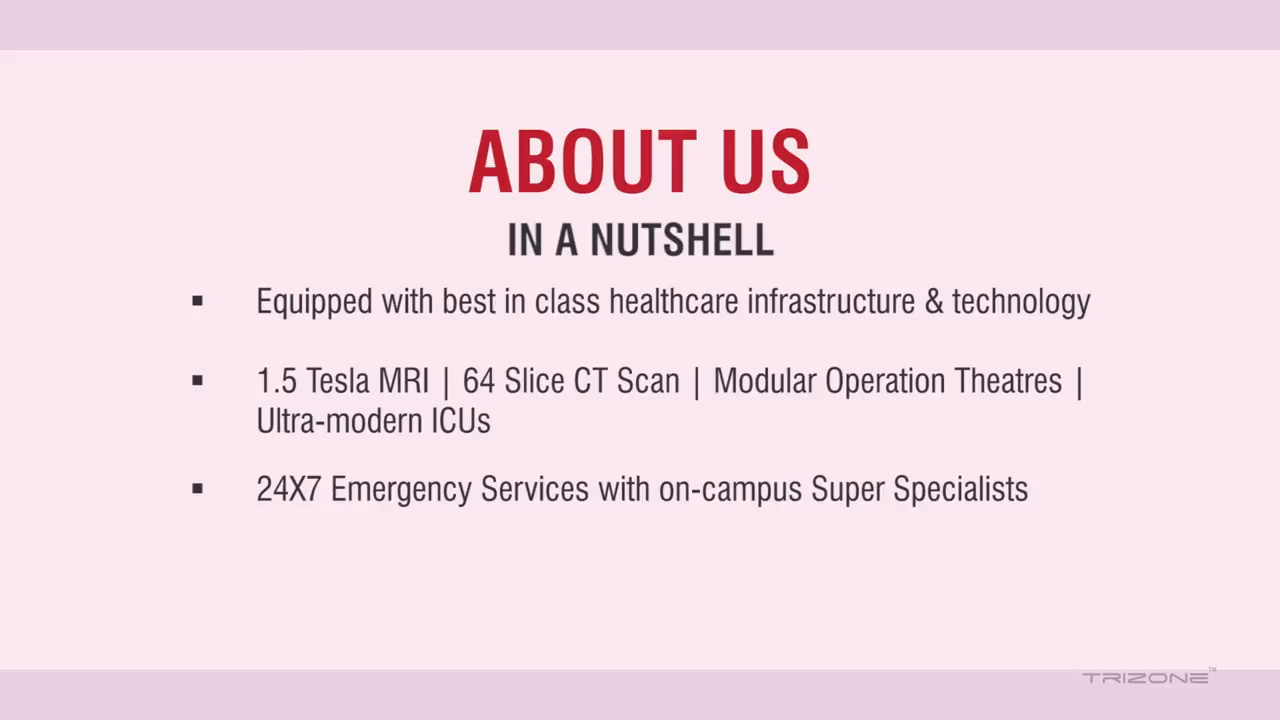 ABOUT US
IN A NUTSHELL
▪ Equipped with best in class healthcare infrastructure & technology
▪ 1.5 Tesla MRI | 64 Slice CT Scan | Modular Operation Theatres |
Ultra-modern ICUs
▪ 24X7 Emergency Services with on-campus Super Specialists
TRIZONE™